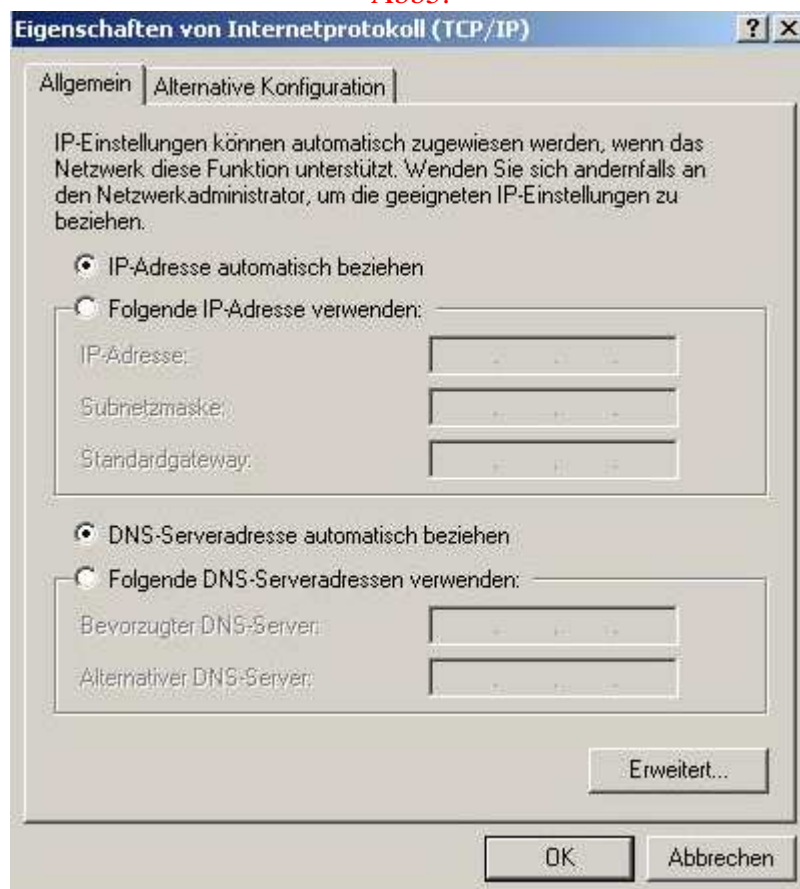 Eigenschaften von Internetprotokoll (TCP/IP)
Allgemein
Alternative Konfiguration
IP-Einstellungen können automatisch zugewiesen werden, wenn das
Netzwerk diese Funktion unterstützt. Wenden Sie sich andernfalls an
den Netzwerkadministrator, um die geeigneten IP-Einstellungen zu
beziehen.
IP-Adresse automatisch beziehen
Folgende IP-Adresse verwenden:
IP-Adresse:
Subnetzmaske:
Standardgateway:
DNS-Serveradresse automatisch beziehen
Folgende DNS-Serveradressen verwenden:
Bevorzugter DNS-Server:
Alternativer DNS-Server:
Erweitert...
OK
Abbrechen